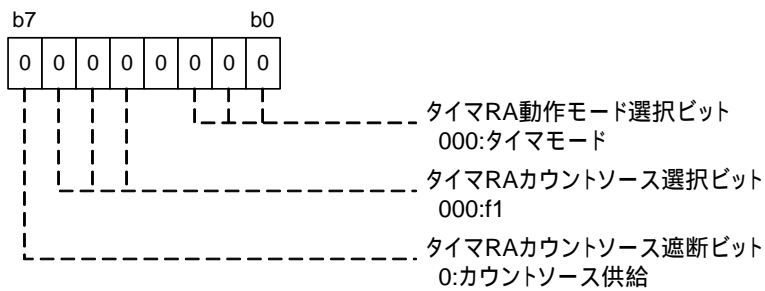 b7 b0
0 0 0 0 0 0 0 0
タイマRA動作モード選択ビット
000:タイマモード
タイマRAカウントソース選択ビット
000:f1
タイマRAカウントソース遮断ビット
0:カウントソース供給